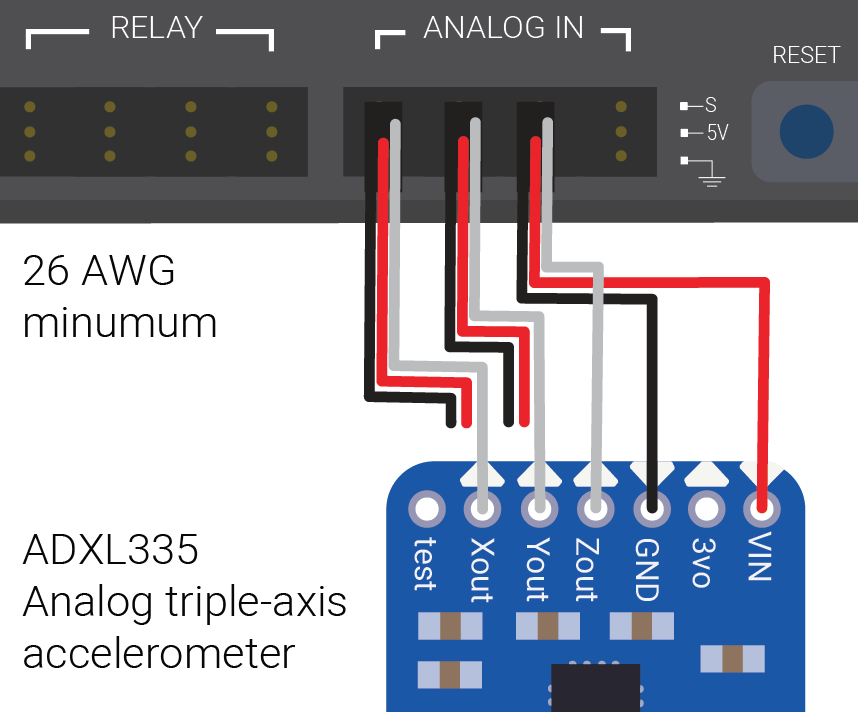 RELAY
ANALOG IN
RESET
S
5V
26 AWG
minumum
ADXL335
Analog triple-axis
accelerometer
test
Xout
Yout
Zout
GND
3vo
VIN